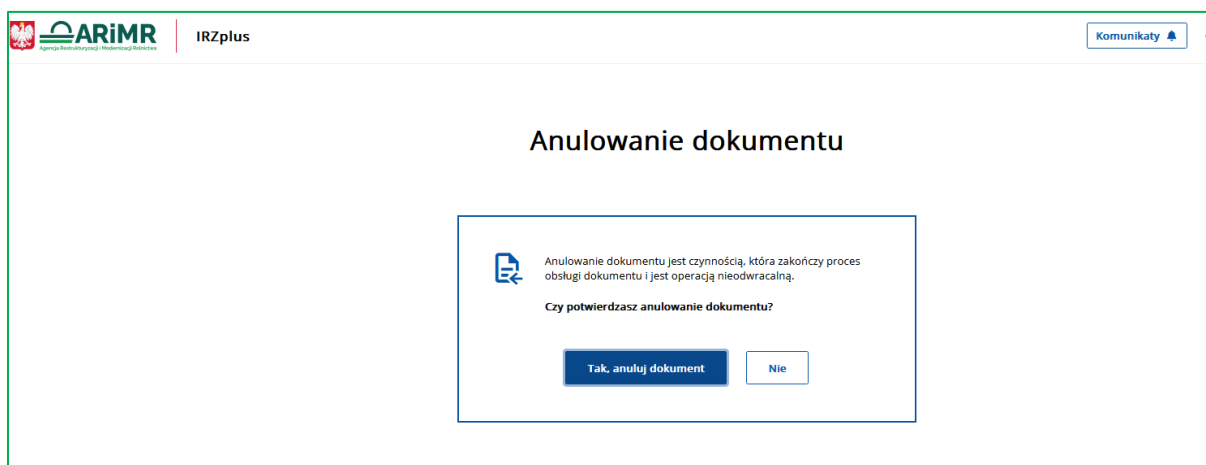 ARiMR
Agencja Restrukturyzacji i Modernizacji Rolnictwa
IRZplus
Komunikaty
Anulowanie dokumentu
Anulowanie dokumentu jest czynnością, która zakończy proces
obsługi dokumentu i jest operacją nieodwracalną.
Czy potwierdzasz anulowanie dokumentu?
Tak, anuluj dokument
Nie